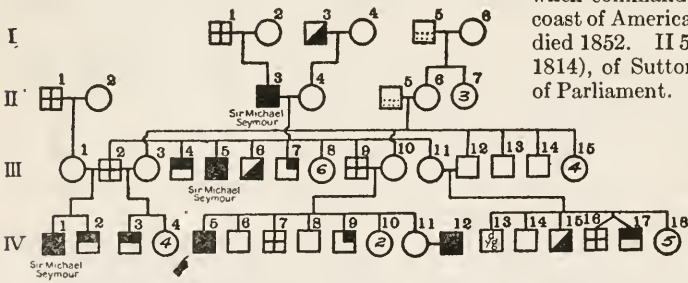 when command
coast of America
died 1852. II 5
1814), of Sutton
of Parliament.
I
1 2 3 4 5 6
II
1 2 3 4 5 6 7
3
Sir Michael
Seymour
III
1 2 3 4 5 6 7 8 9 10 11 12 13 14 15
6 4
Sir Michael
Seymour
IV
1 2 3 4 5 6 7 8 9 10 11 12 13 14 15 16 17 18
4 2 yg 5
Sir Michael
Seymour